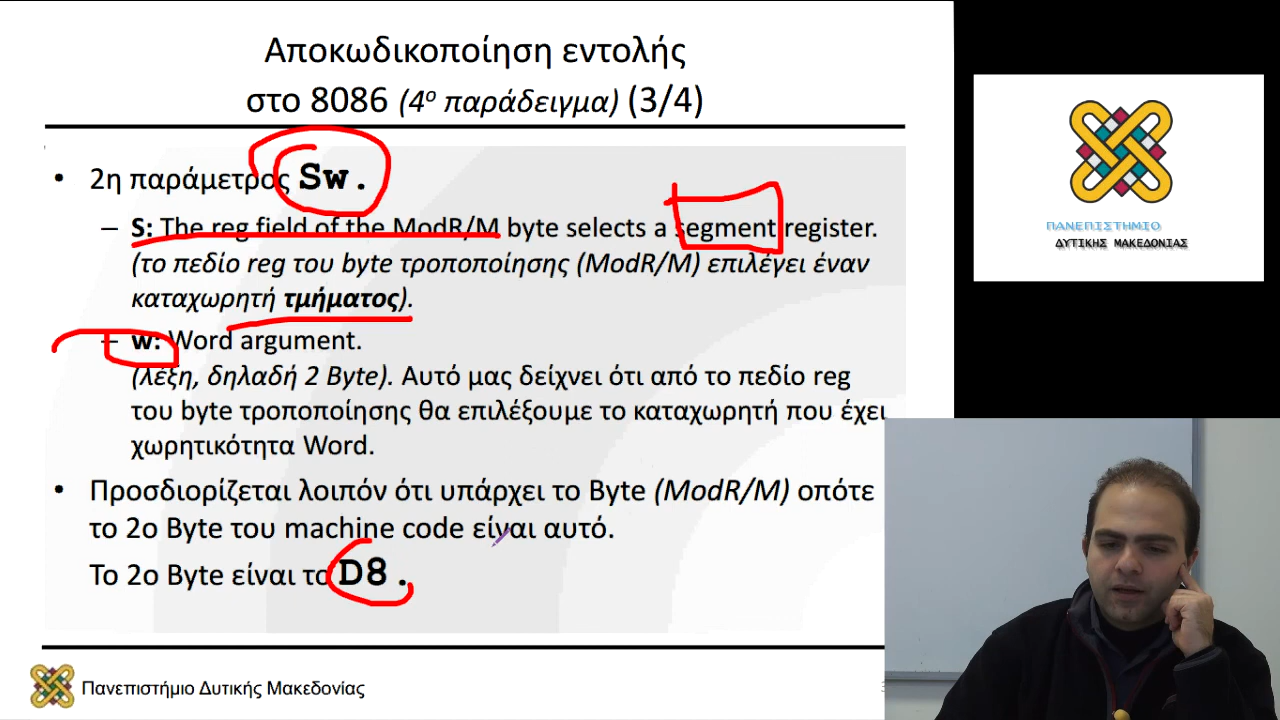 Αποκωδικοποίηση εντολής
στο 8086 (4ο παράδειγμα) (3/4)
• 2η παράμετρος Sw.
– S: The reg field of the ModR/M byte selects a segment register.
(το πεδίο reg του byte τροποποίησης (ModR/M) επιλέγει έναν
καταχωρητή τμήματος).
– w: Word argument.
(λέξη, δηλαδή 2 Byte). Αυτό μας δείχνει ότι από το πεδίο reg
του byte τροποποίησης θα επιλέξουμε το καταχωρητή που έχει
χωρητικότητα Word.
• Προσδιορίζεται λοιπόν ότι υπάρχει το Byte (ModR/M) οπότε
το 2ο Byte του machine code είναι αυτό.
Το 2ο Byte είναι το D8.
Πανεπιστήμιο Δυτικής Μακεδονίας
ΠΑΝΕΠΙΣΤΗΜΙΟ
ΔΥΤΙΚΗΣ ΜΑΚΕΔΟΝΙΑΣ